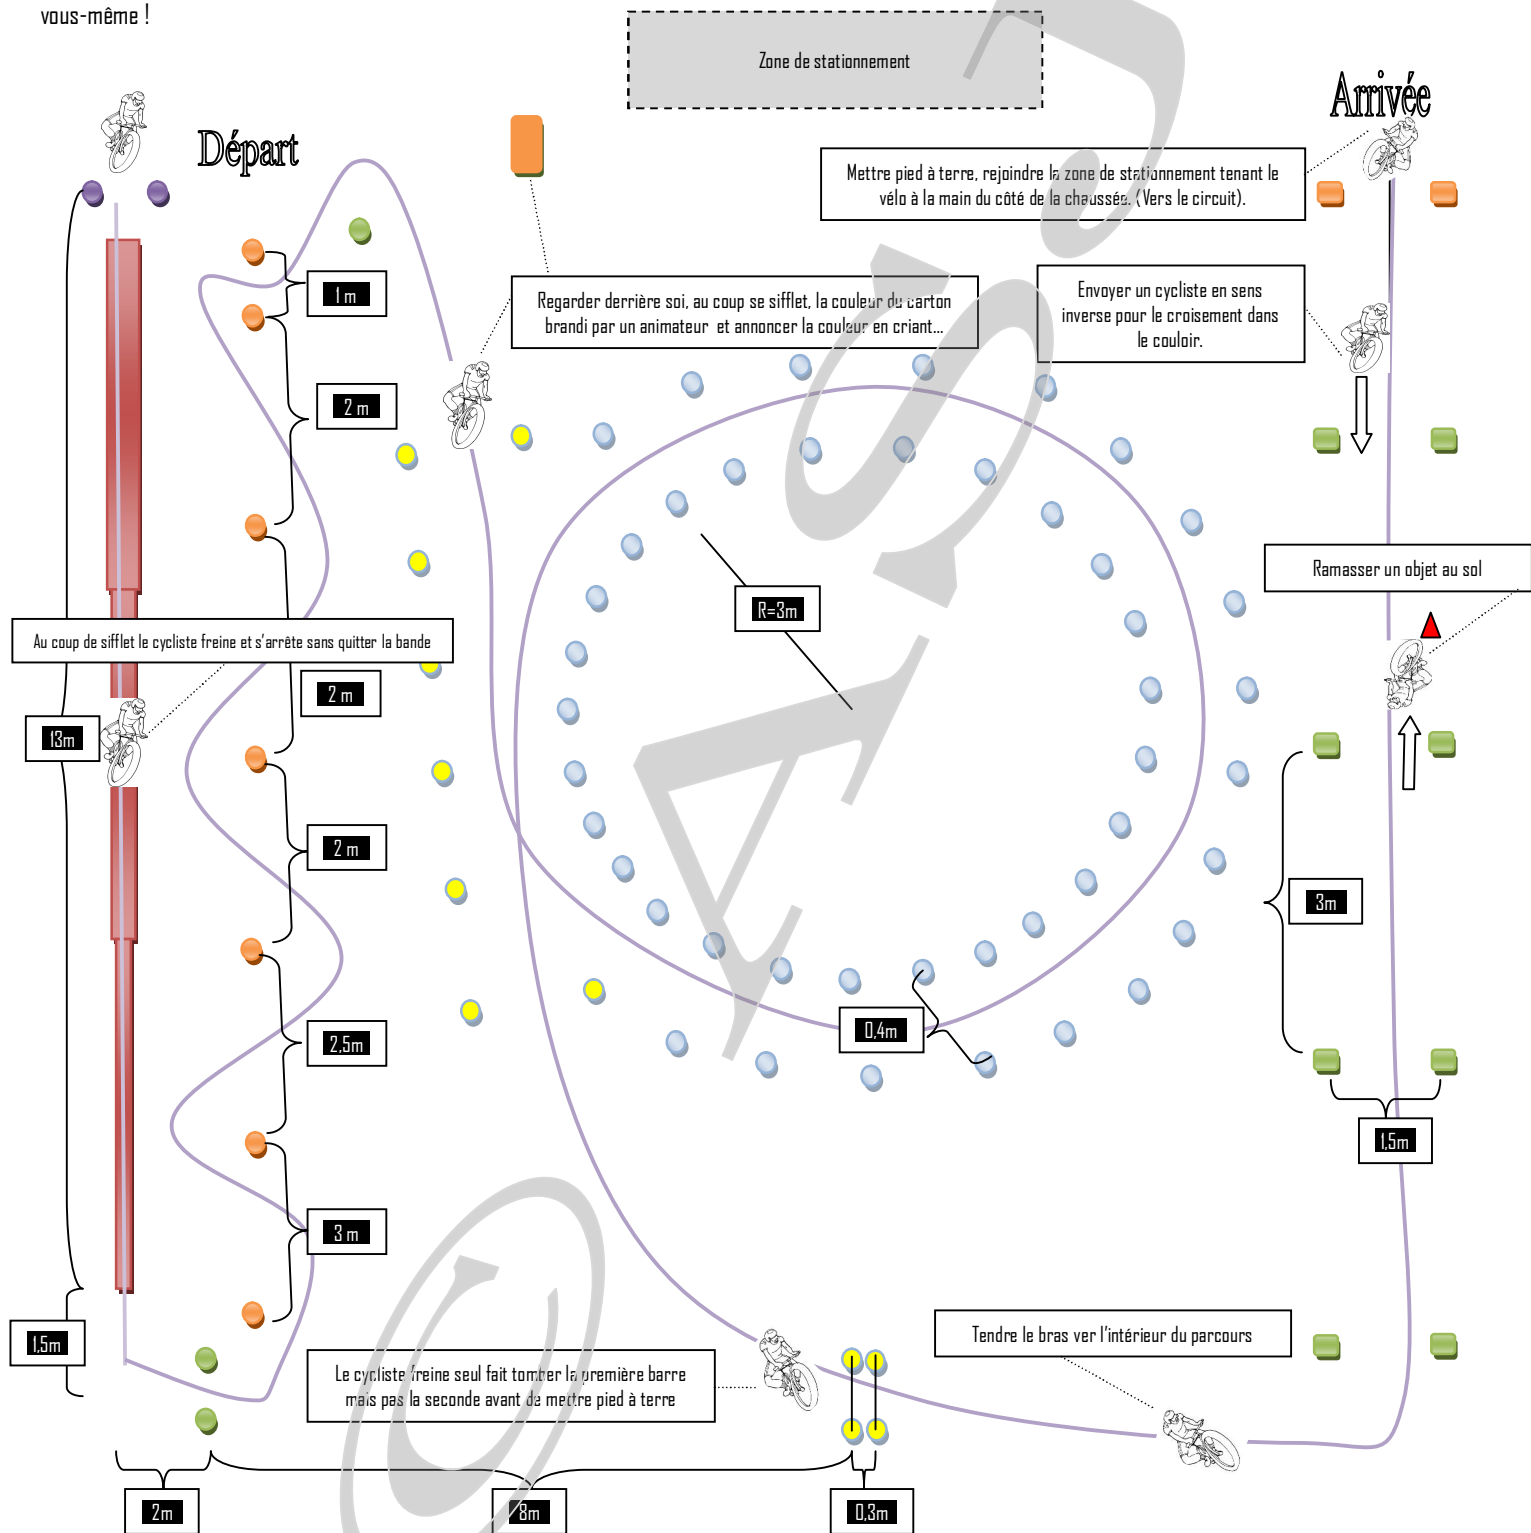 vous-même !
Zone de stationnement
Arrivée
Départ
Mettre pied à terre, rejoindre la zone de stationnement tenant le
vélo à la main du côté de la chaussée. (Vers le circuit).
1 m
Regarder derrière soi, au coup se sifflet, la couleur du carton
brandi par un animateur et annoncer la couleur en criant...
Envoyer un cycliste en sens
inverse pour le croisement dans
le couloir.
2 m
Ramasser un objet au sol
R=3m
Au coup de sifflet le cycliste freine et s'arrête sans quitter la bande
2 m
13m
2 m
3m
2,5m
0,4m
1,5m
3 m
1,5m
Tendre le bras ver l'intérieur du parcours
Le cycliste freine seul fait tomber la première barre
mais pas la seconde avant de mettre pied à terre
2m
8m
0,3m
OASJ